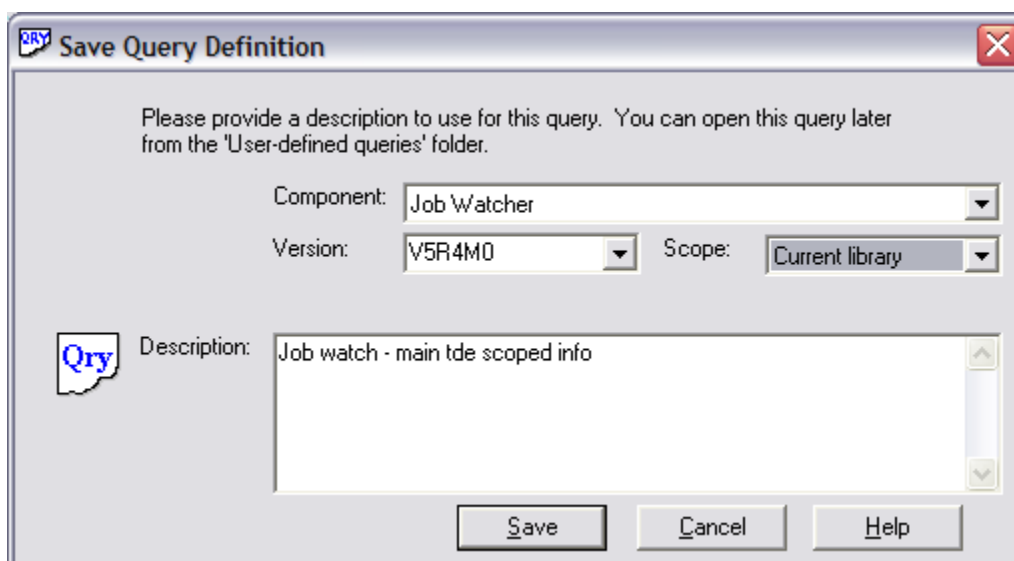 QRY Save Query Definition
Please provide a description to use for this query. You can open this query later
from the 'User-defined queries' folder.
Component: Job Watcher
Version: V5R4M0 Scope: Current library
Qry Description: Job watch - main tde scoped info
Save Cancel Help